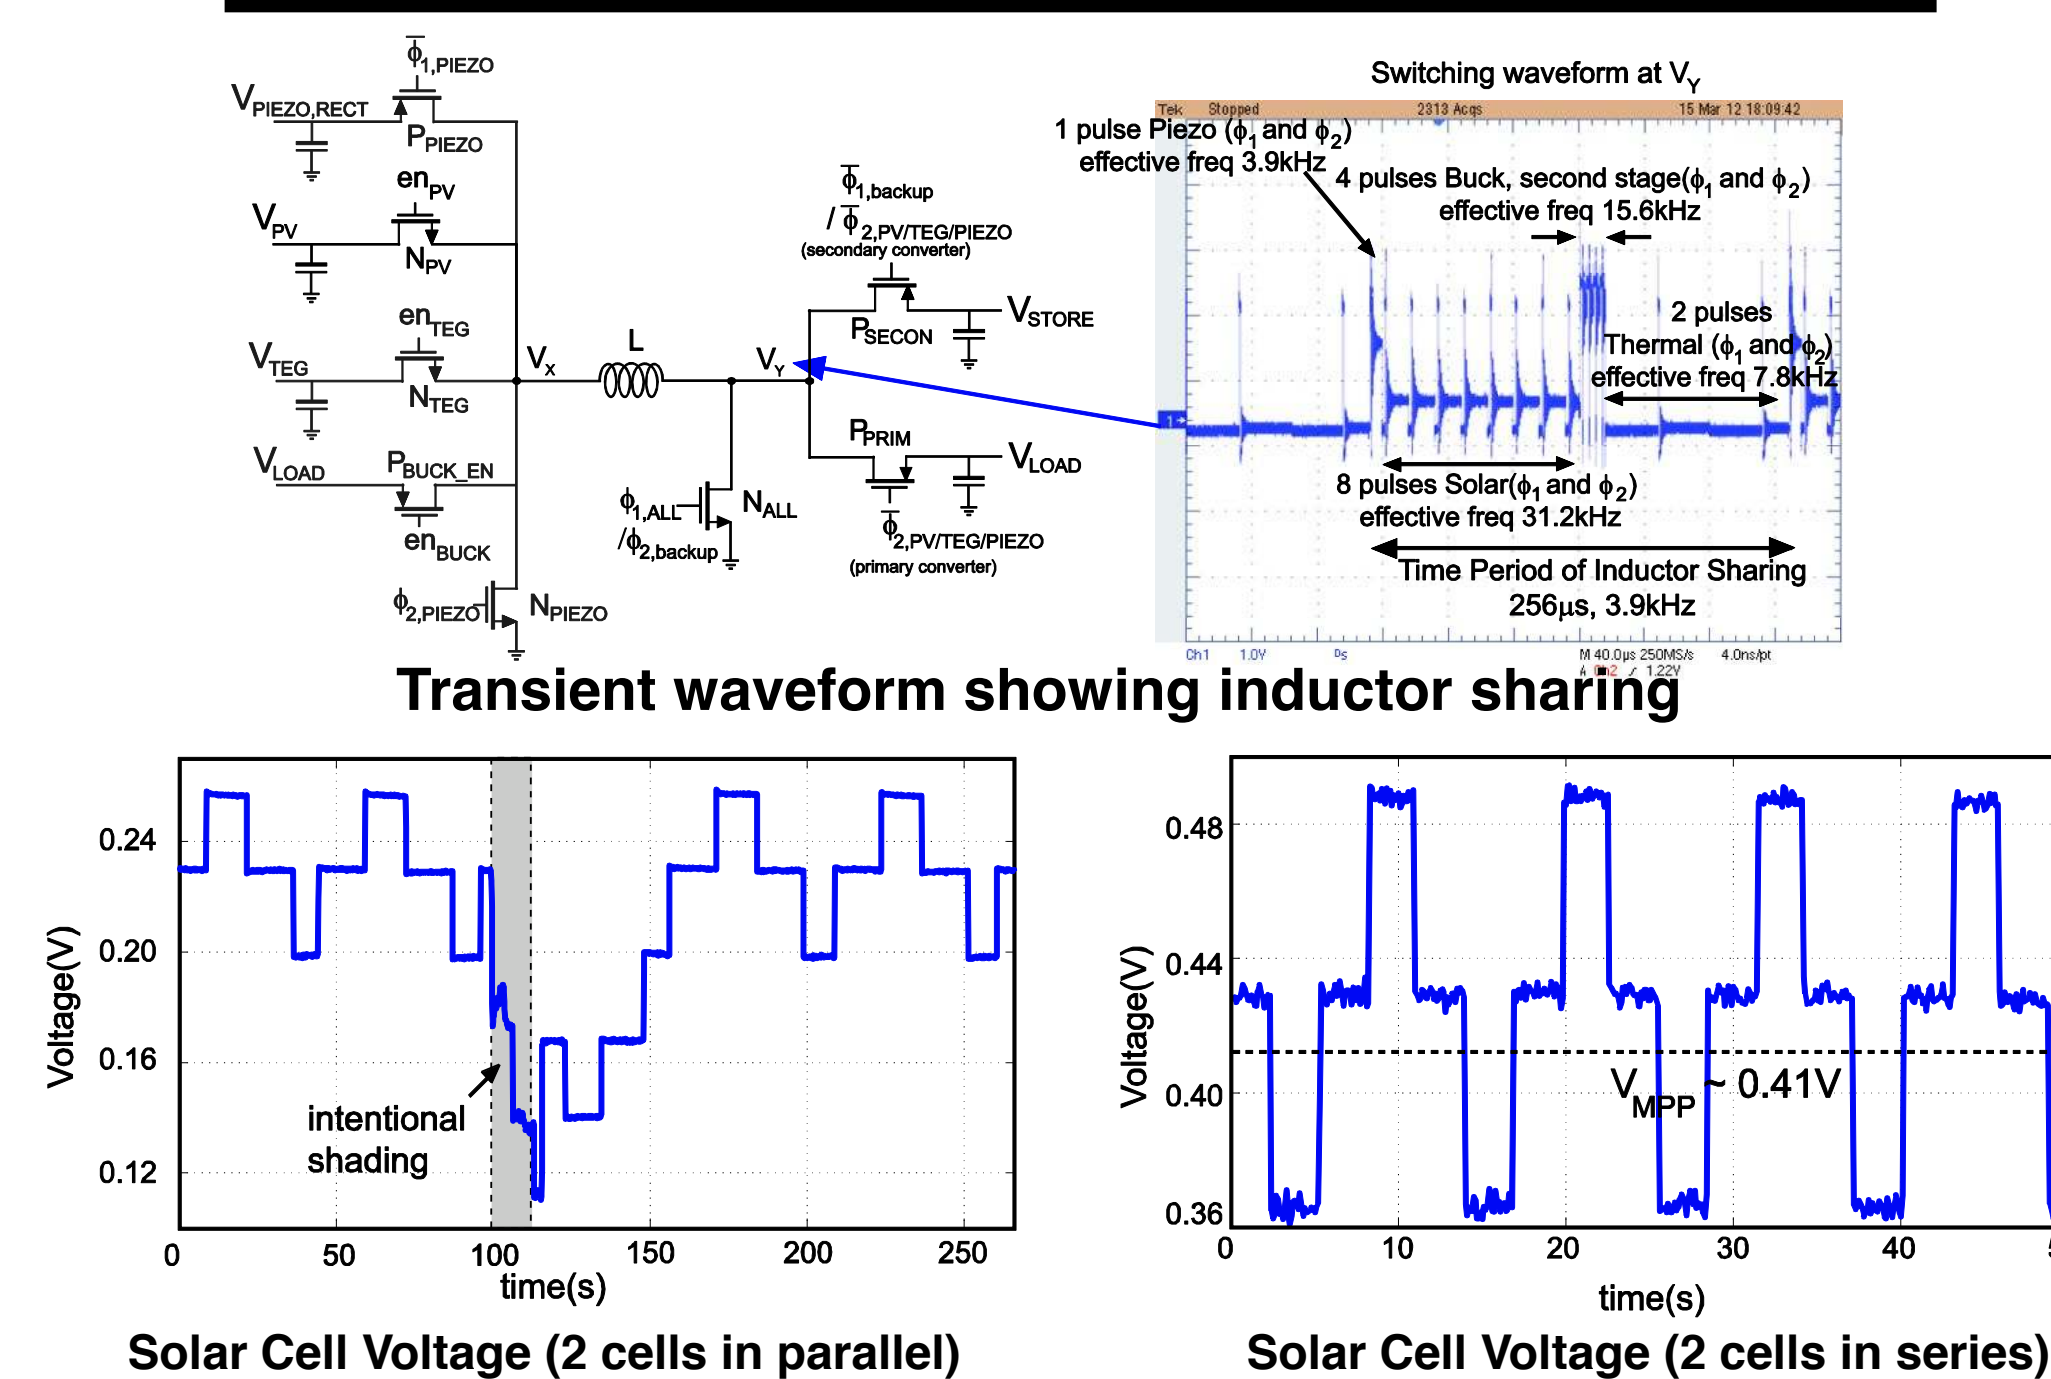 ϕ̅1,PIEZO
VPIEZO,RECT
PPIEZO
enPV
VPV
NPV
enTEG
VTEG
NTEG
VLOAD
PBUCK_EN
enBUCK
ϕ2,PIEZO
NPIEZO
VX
L
VY
ϕ̅1,backup
/ ϕ̅2,PV/TEG/PIEZO
(secondary converter)
PSECON
VSTORE
PPRIM
VLOAD
ϕ1,ALL
/ϕ2,backup
NALL
ϕ̅2,PV/TEG/PIEZO
(primary converter)
Switching waveform at VY
Tek Stopped 2313 Acqs 15 Mar 12 18:09:42
1 pulse Piezo (ϕ1 and ϕ2)
effective freq 3.9kHz
4 pulses Buck, second stage(ϕ1 and ϕ2)
effective freq 15.6kHz
2 pulses
Thermal (ϕ1 and ϕ2)
effective freq 7.8kHz
1
8 pulses Solar(ϕ1 and ϕ2)
effective freq 31.2kHz
Time Period of Inductor Sharing
256μs, 3.9kHz
Ch1 1.0V M 40.0μs 250MS/s 4.0ns/pt
A Ch2 1.22V
Transient waveform showing inductor sharing
Voltage(V)
0.24
0.20
0.16
0.12
intentional
shading
0 50 100 150 200 250
time(s)
Solar Cell Voltage (2 cells in parallel)
Voltage(V)
0.48
0.44
0.40
0.36
VMPP ~ 0.41V
0 10 20 30 40
time(s)
Solar Cell Voltage (2 cells in series)